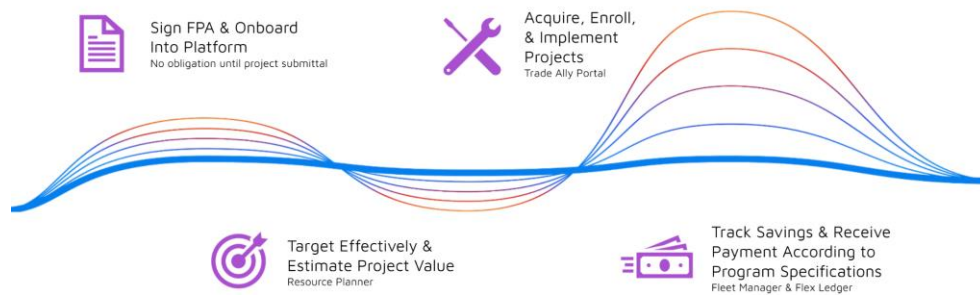 Sign FPA & Onboard
Into Platform
No obligation until project submittal
Acquire, Enroll,
& Implement
Projects
Trade Ally Portal
Target Effectively &
Estimate Project Value
Resource Planner
Track Savings & Receive
Payment According to
Program Specifications
Fleet Manager & Flex Ledger